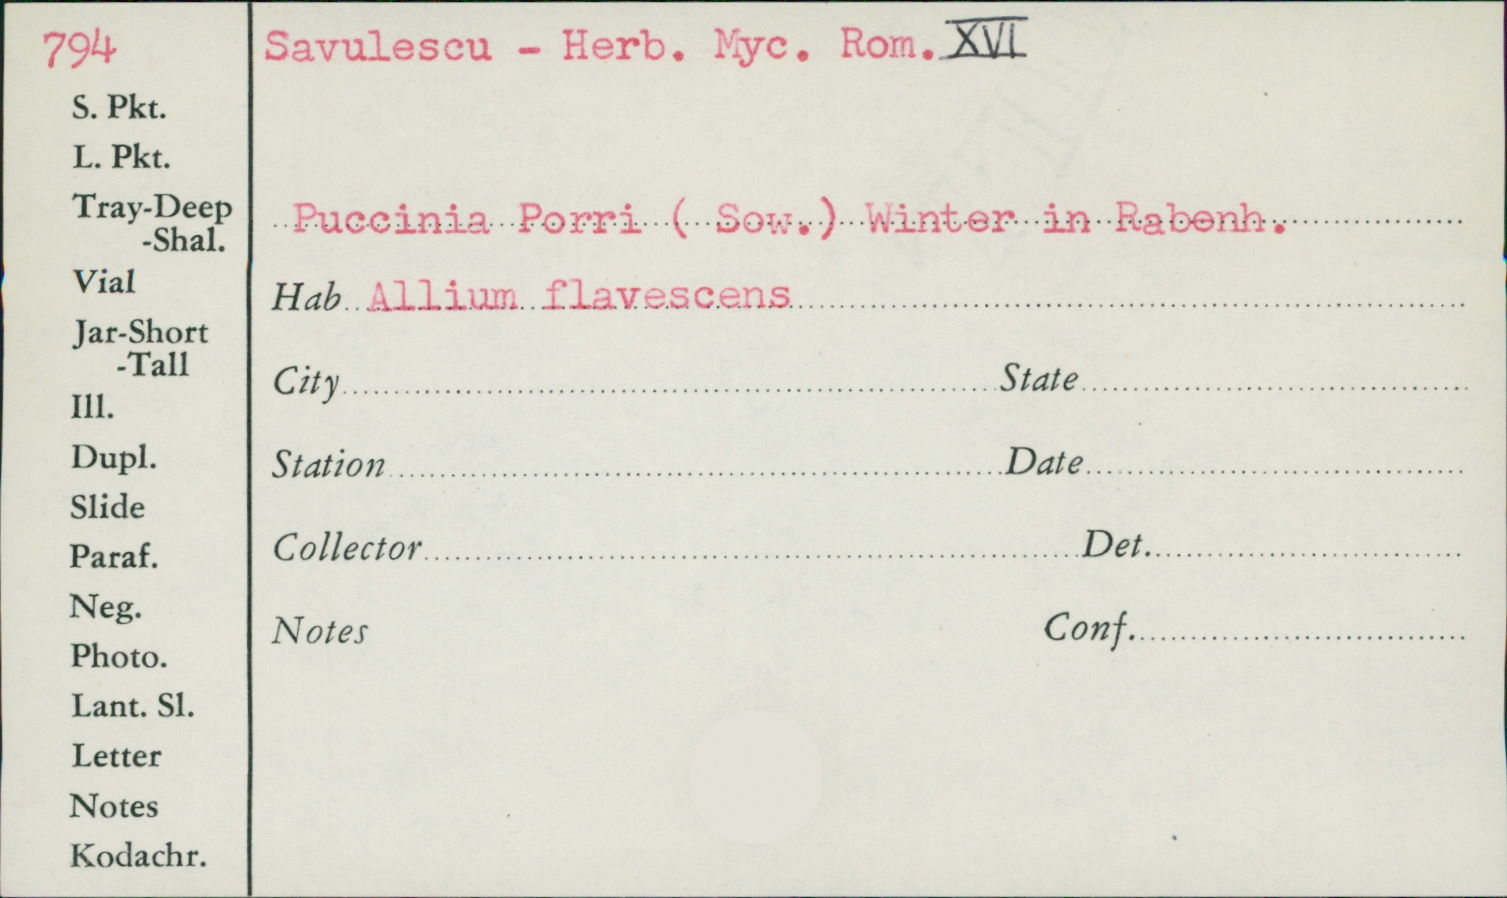 794
Savulescu - Herb. Myc. Rom. XVI
S. Pkt.
L. Pkt.
Tray-Deep
-Shal.
Vial
Jar-Short
-Tall
Ill.
Dupl.
Slide
Paraf.
Neg.
Photo.
Lant. Sl.
Letter
Notes
Kodachr.
Puccinia Porri ( Sow.) Winter in Rabenh.
Hab Allium flavescens
City State
Station Date
Collector Det.
Notes Conf.